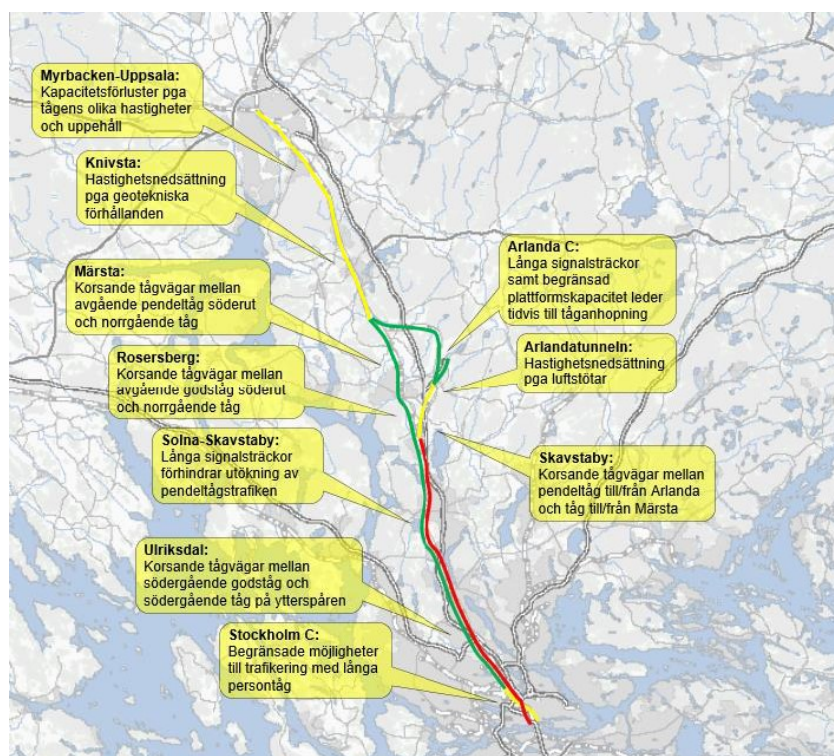 Myrbacken-Uppsala:
Kapacitetsförluster pga
tågens olika hastigheter
och uppehåll
Knivsta:
Hastighetsnedsättning
pga geotekniska
förhållanden
Märsta:
Korsande tågvägar mellan
avgående pendeltåg söderut
och norrgående tåg
Rosersberg:
Korsande tågvägar mellan
avgående godståg söderut
och norrgående tåg
Solna-Skavstaby:
Långa signalsträckor
förhindrar utökning av
pendeltågstrafiken
Ulriksdal:
Korsande tågvägar mellan
södergående godståg och
södergående tåg på ytterspåren
Stockholm C:
Begränsade möjligheter
till trafikering med långa
persontåg
Arlanda C:
Långa signalsträckor
samt begränsad
plattformskapacitet leder
tidvis till tåganhopning
Arlandatunneln:
Hastighetsnedsättning
pga luftstötar
Skavstaby:
Korsande tågvägar mellan
pendeltåg till/från Arlanda
och tåg till/från Märsta